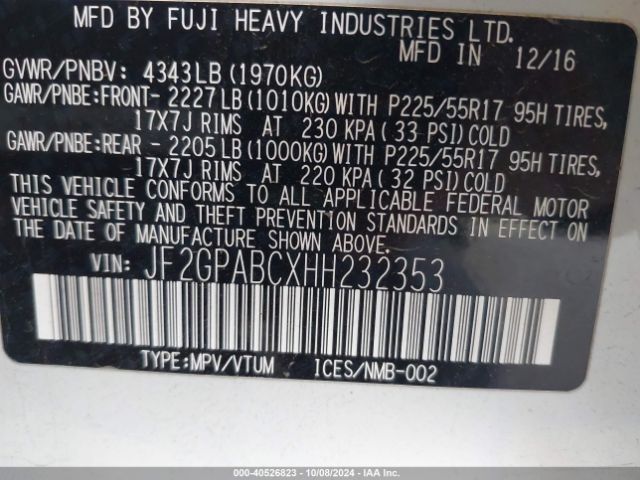 MFD BY FUJI HEAVY INDUSTRIES LTD.
MFD IN 12/16
GVWR/PNBV: 4343LB(1970KG)
GAWR/PNBE:FRONT- 2227LB(1010KG)WITH P225/55R17 95H TIRES,
17X7J RIMS AT 230 KPA(33 PSI)COLD
GAWR/PNBE:REAR - 2205LB(1000KG)WITH P225/55R17 95H TIRES,
17X7J RIMS AT 220 KPA(32 PSI)COLD
THIS VEHICLE CONFORMS TO ALL APPLICABLE FEDERAL MOTOR
VEHICLE SAFETY AND THEFT PREVENTION STANDARDS IN EFFECT ON
THE DATE OF MANUFACTURE SHOWN ABOVE.
VIN: JF2GPABCXHH232353
TYPE:MPV/VTUM ICES/NMB-002
000-40526823 - 10/08/2024 - IAAI.COM